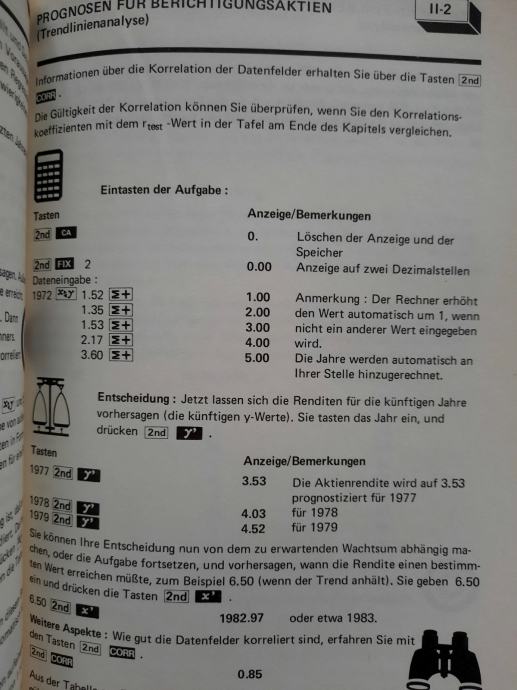 PROGNOSEN FÜR BERICHTIGUNGSAKTIEN
(Trendlinienanalyse)
II-2
Informationen über die Korrelation der Datenfelder erhalten Sie über die Tasten 2nd
CORR .
Die Gültigkeit der Korrelation können Sie überprüfen, wenn Sie den Korrelations-
koeffizienten mit dem rtest -Wert in der Tafel am Ende des Kapitels vergleichen.
Eintasten der Aufgabe :
Tasten Anzeige/Bemerkungen
2nd CA 0. Löschen der Anzeige und der
Speicher
2nd FIX 2 0.00 Anzeige auf zwei Dezimalstellen
Dateneingabe :
1972 x≷y 1.52 Σ+ 1.00 Anmerkung : Der Rechner erhöht
1.35 Σ+ 2.00 den Wert automatisch um 1, wenn
1.53 Σ+ 3.00 nicht ein anderer Wert eingegeben
2.17 Σ+ 4.00 wird.
3.60 Σ+ 5.00 Die Jahre werden automatisch an
Ihrer Stelle hinzugerechnet.
Entscheidung : Jetzt lassen sich die Renditen für die künftigen Jahre
vorhersagen (die künftigen y-Werte). Sie tasten das Jahr ein, und
drücken 2nd y' .
Tasten Anzeige/Bemerkungen
1977 2nd y' 3.53 Die Aktienrendite wird auf 3.53
prognostiziert für 1977
1978 2nd y' 4.03 für 1978
1979 2nd y' 4.52 für 1979
Sie können Ihre Entscheidung nun von dem zu erwartenden Wachtsum abhängig ma-
chen, oder die Aufgabe fortsetzen, und vorhersagen, wann die Rendite einen bestimm-
ten Wert erreichen müßte, zum Beispiel 6.50 (wenn der Trend anhält). Sie geben 6.50
ein und drücken die Tasten 2nd x' .
6.50 2nd x' 1982.97 oder etwa 1983.
Weitere Aspekte : Wie gut die Datenfelder korreliert sind, erfahren Sie mit
den Tasten 2nd CORR .
2nd CORR 0.85
Aus der